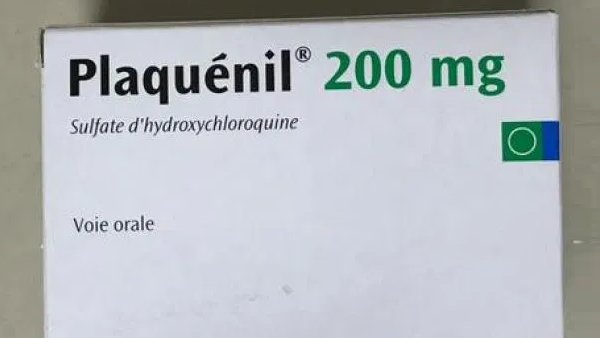 Plaquénil® 200 mg
Sulfate d'hydroxychloroquine
Voie orale